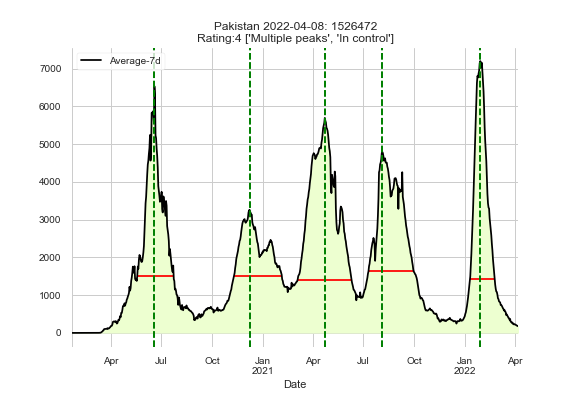 Pakistan 2022-04-08: 1526472
Rating:4 ['Multiple peaks', 'In control']
Average-7d
7000
6000
5000
4000
3000
2000
1000
0
Apr Jul Oct Jan Apr Jul Oct Jan Apr
2021 2022
Date